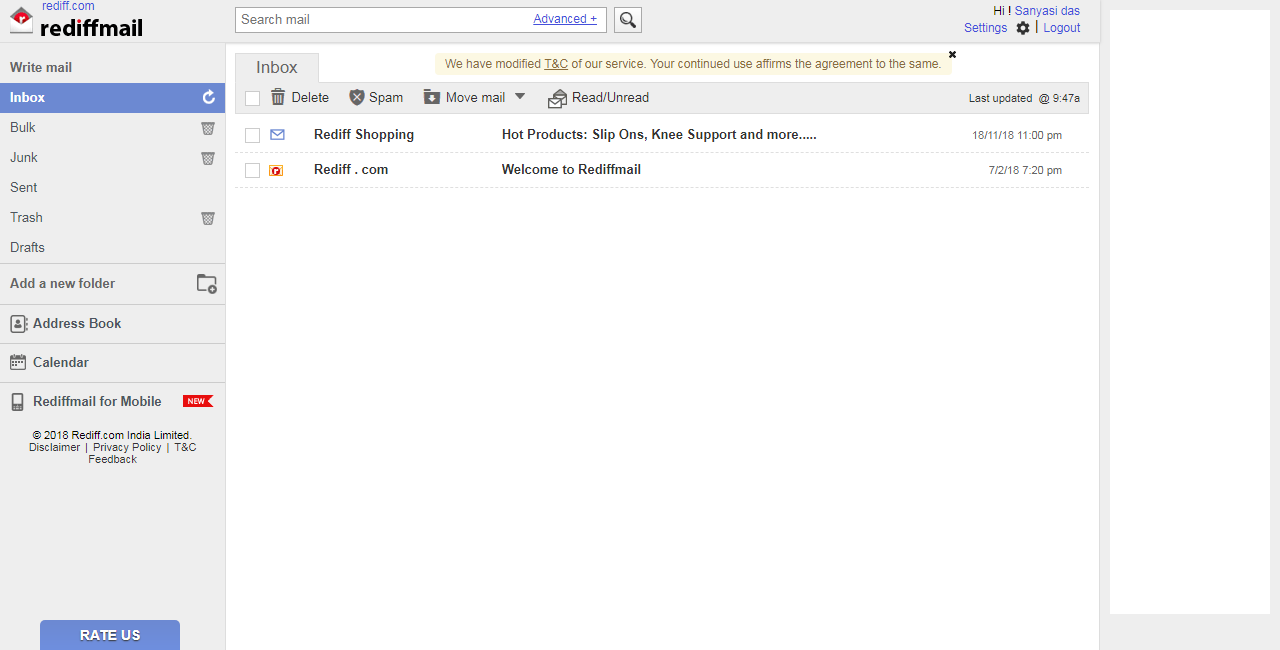 rediff.com
rediffmail
Search mail
Advanced +
Hi ! Sanyasi das
Settings | Logout
Write mail
Inbox
Bulk
Junk
Sent
Trash
Drafts
Add a new folder
Address Book
Calendar
Rediffmail for Mobile NEW
© 2018 Rediff.com India Limited.
Disclaimer | Privacy Policy | T&C
Feedback
RATE US
Inbox
We have modified T&C of our service. Your continued use affirms the agreement to the same.
Delete Spam Move mail Read/Unread Last updated @ 9:47a
Rediff Shopping Hot Products: Slip Ons, Knee Support and more..... 18/11/18 11:00 pm
Rediff . com Welcome to Rediffmail 7/2/18 7:20 pm